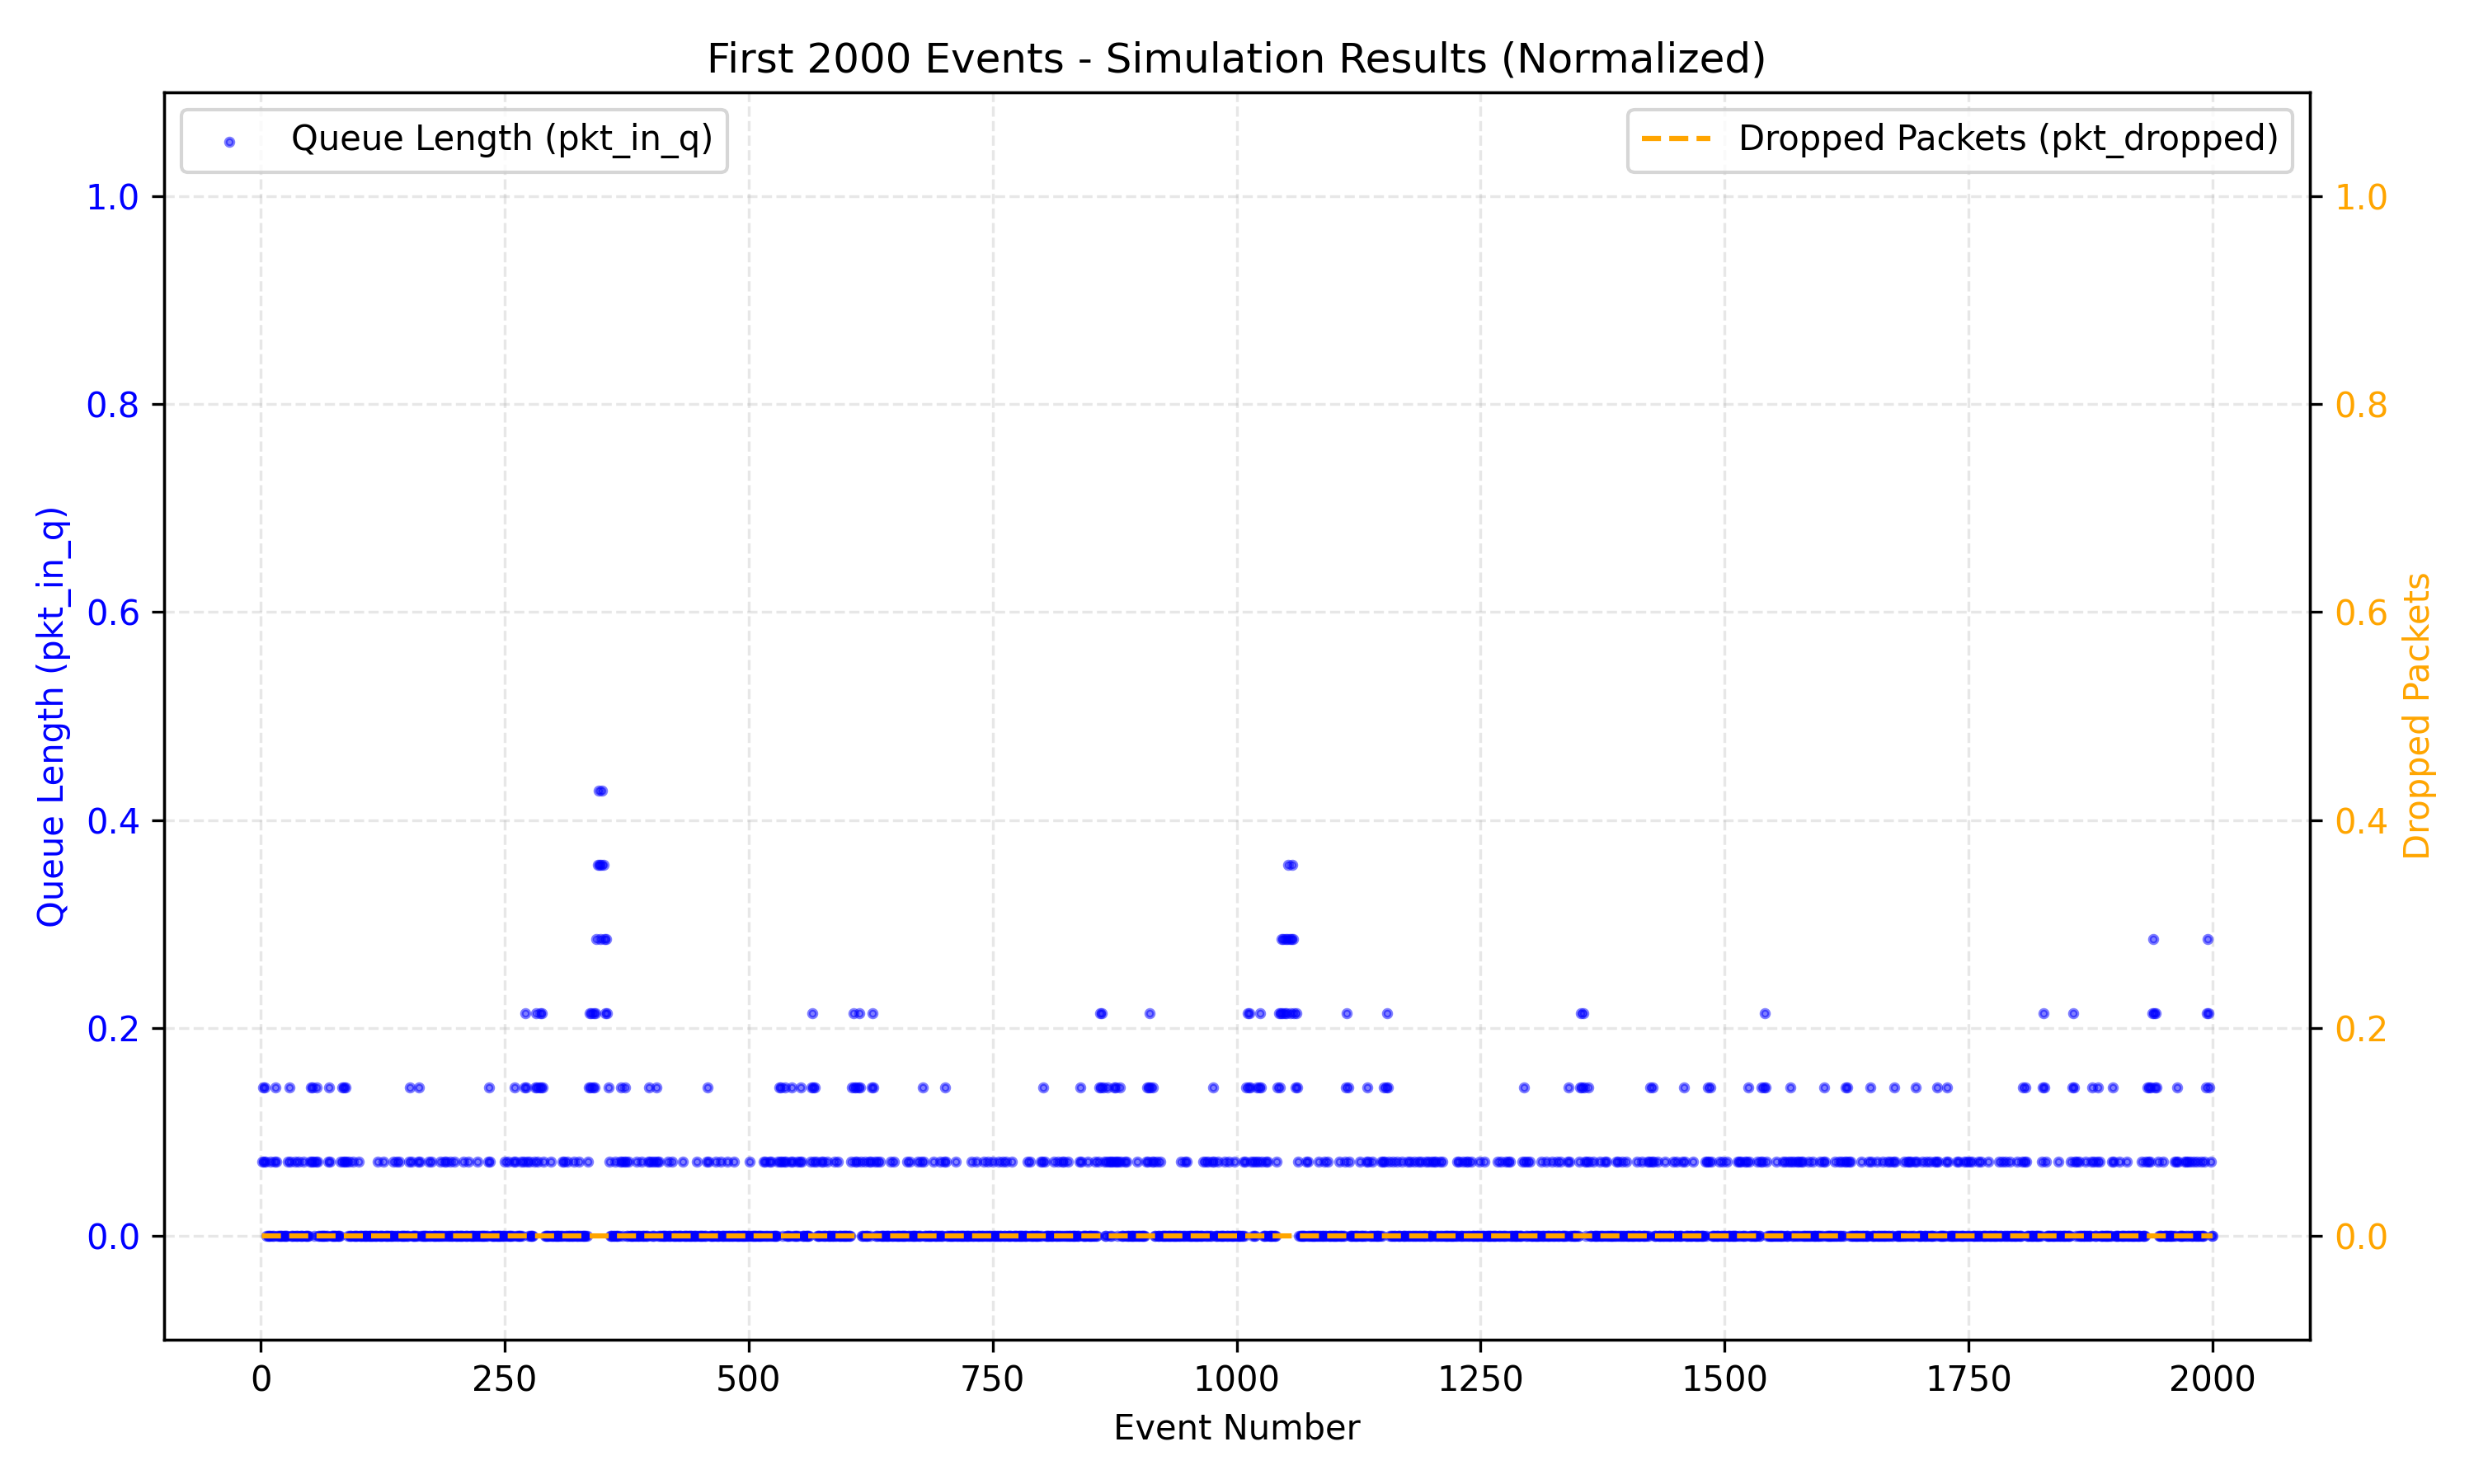 First 2000 Events - Simulation Results (Normalized)
Queue Length (pkt_in_q)
Dropped Packets (pkt_dropped)
1.0
0.8
0.6
0.4
0.2
0.0
Queue Length (pkt_in_q)
1.0
0.8
0.6
0.4
0.2
0.0
Dropped Packets
0 250 500 750 1000 1250 1500 1750 2000
Event Number